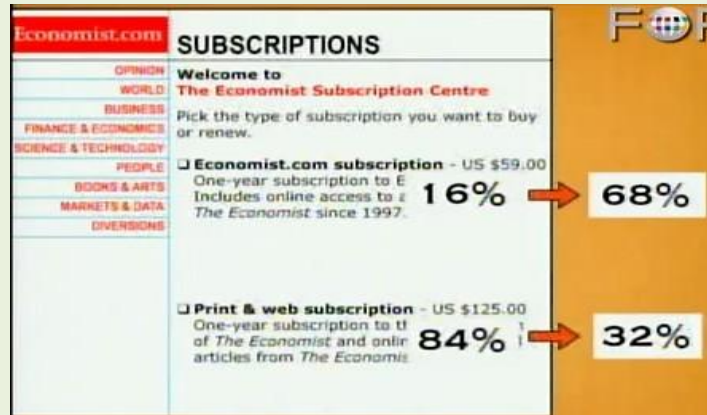 Economist.com
SUBSCRIPTIONS
OPINION
WORLD
BUSINESS
FINANCE & ECONOMICS
SCIENCE & TECHNOLOGY
PEOPLE
BOOKS & ARTS
MARKETS & DATA
DIVERSIONS
Welcome to
The Economist Subscription Centre
Pick the type of subscription you want to buy
or renew.
Economist.com subscription - US $59.00
One-year subscription to E
Includes online access to
The Economist since 1997.
16%
68%
Print & web subscription - US $125.00
One-year subscription to th
of The Economist and onlin
articles from The Economis
84%
32%
FOR